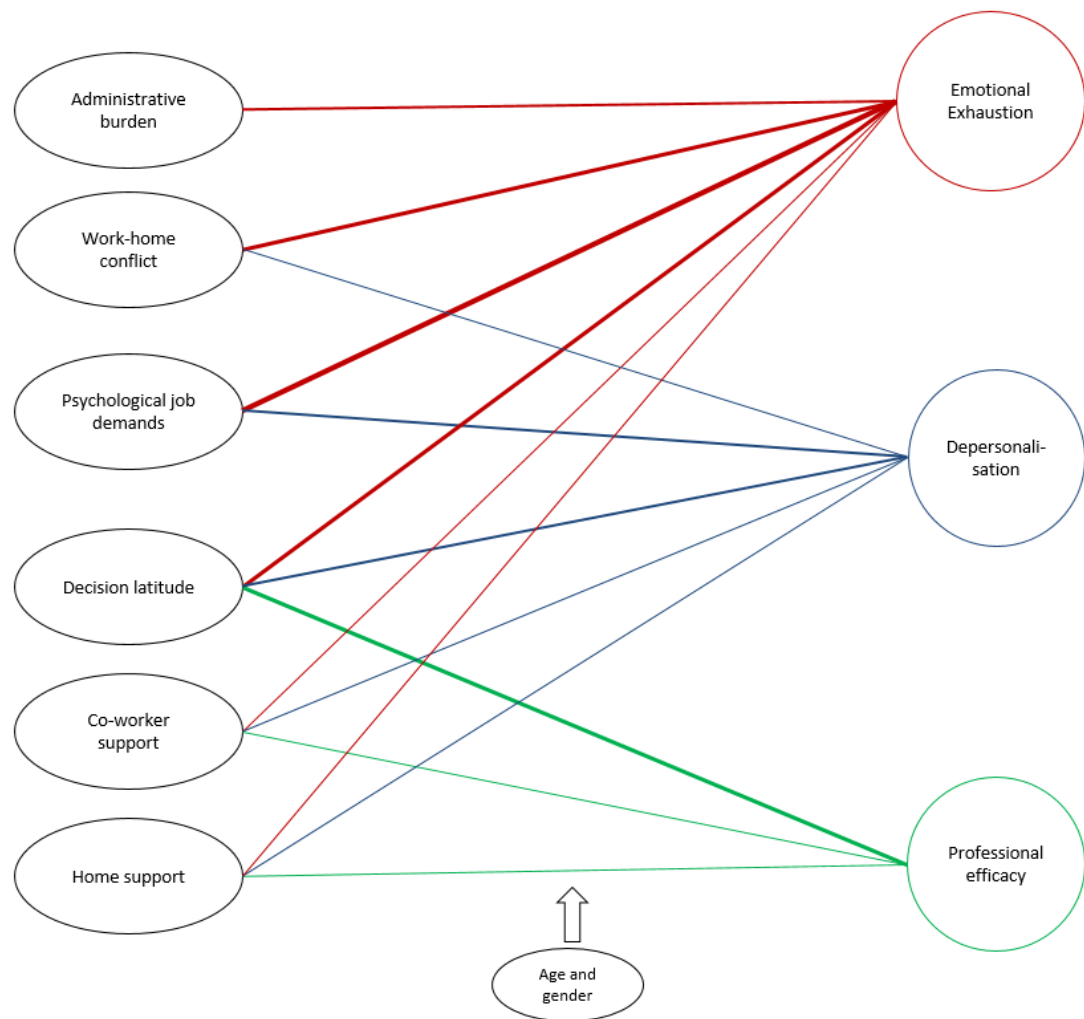 Administrative
burden
Emotional
Exhaustion
Work-home
conflict
Psychological job
demands
Depersonali-
sation
Decision latitude
Co-worker
support
Home support
Professional
efficacy
Age and
gender